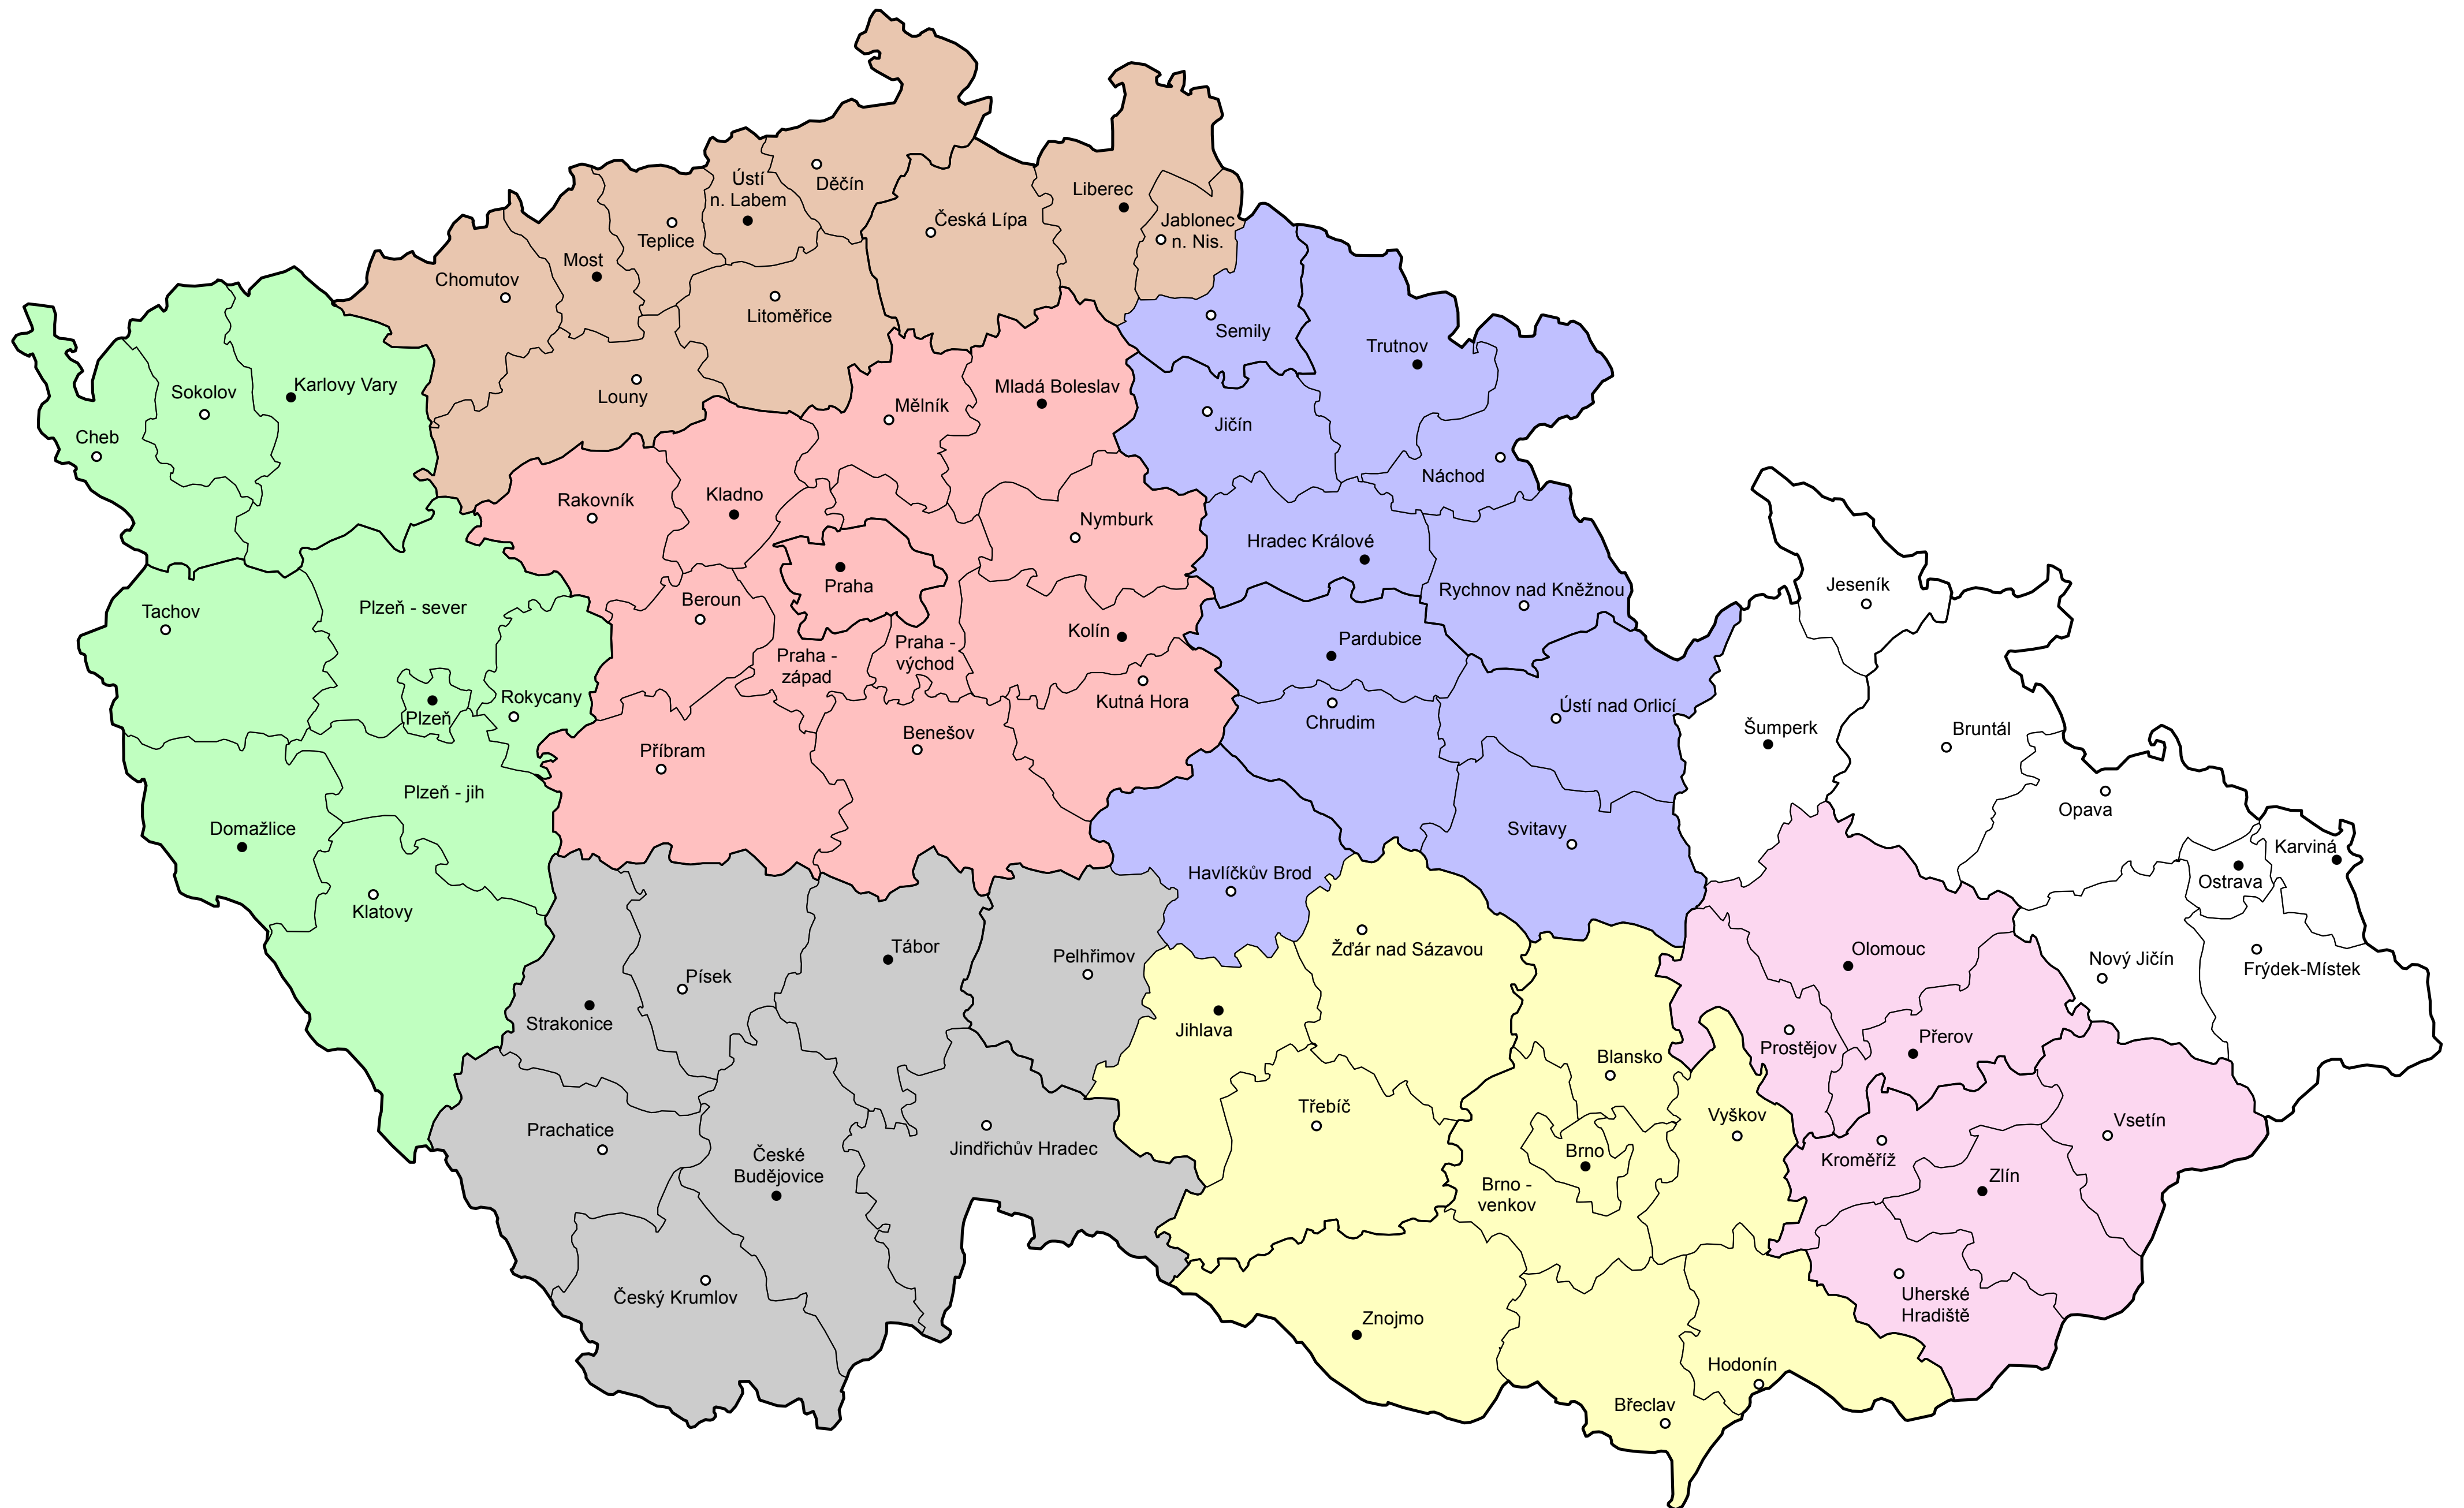 Děčín
Ústí
n. Labem
Liberec
Česká Lípa
Jablonec
n. Nis.
Teplice
Most
Chomutov
Litoměřice
Semily
Trutnov
Louny
Mělník
Mladá Boleslav
Jičín
Karlovy Vary
Sokolov
Cheb
Náchod
Rakovník
Kladno
Nymburk
Hradec Králové
Rychnov nad Kněžnou
Jeseník
Praha
Beroun
Kolín
Pardubice
Tachov
Plzeň - sever
Praha -
západ
Praha -
východ
Kutná Hora
Rokycany
Plzeň
Chrudim
Ústí nad Orlicí
Šumperk
Bruntál
Příbram
Benešov
Plzeň - jih
Opava
Domažlice
Svitavy
Karviná
Ostrava
Havlíčkův Brod
Klatovy
Tábor
Pelhřimov
Žďár nad Sázavou
Olomouc
Nový Jičín
Frýdek-Místek
Písek
Strakonice
Jihlava
Blansko
Prostějov
Přerov
Třebíč
Vyškov
Vsetín
Prachatice
České
Budějovice
Jindřichův Hradec
Brno
Brno -
venkov
Kroměříž
Zlín
Český Krumlov
Znojmo
Uherské
Hradiště
Hodonín
Břeclav